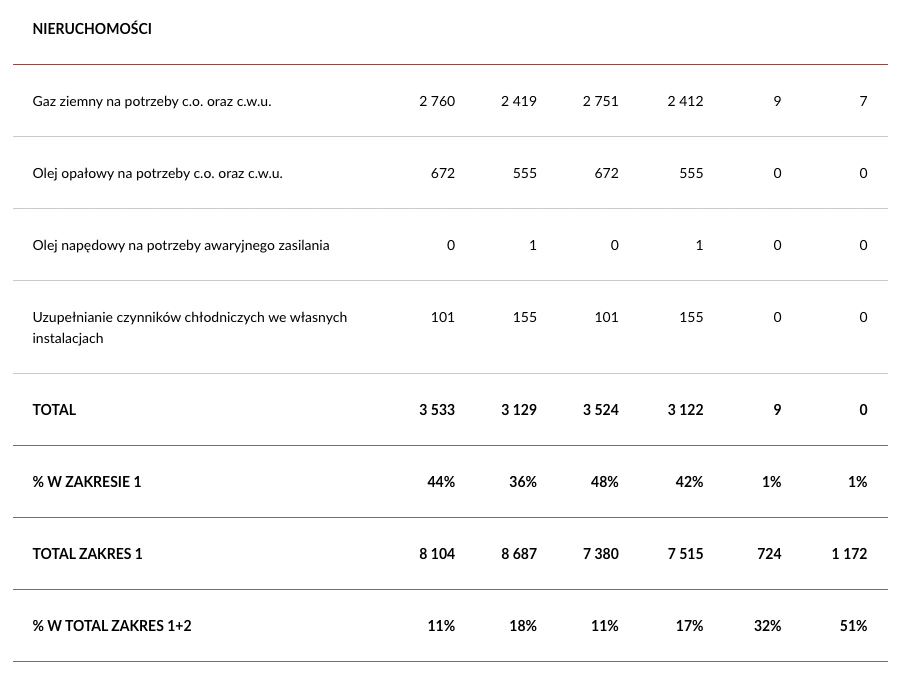 NIERUCHOMOŚCI
Gaz ziemny na potrzeby c.o. oraz c.w.u. 2 760 2 419 2 751 2 412 9 7
Olej opałowy na potrzeby c.o. oraz c.w.u. 672 555 672 555 0 0
Olej napędowy na potrzeby awaryjnego zasilania 0 1 0 1 0 0
Uzupełnianie czynników chłodniczych we własnych 101 155 101 155 0 0
instalacjach
TOTAL 3 533 3 129 3 524 3 122 9 0
% W ZAKRESIE 1 44% 36% 48% 42% 1% 1%
TOTAL ZAKRES 1 8 104 8 687 7 380 7 515 724 1 172
% W TOTAL ZAKRES 1+2 11% 18% 11% 17% 32% 51%